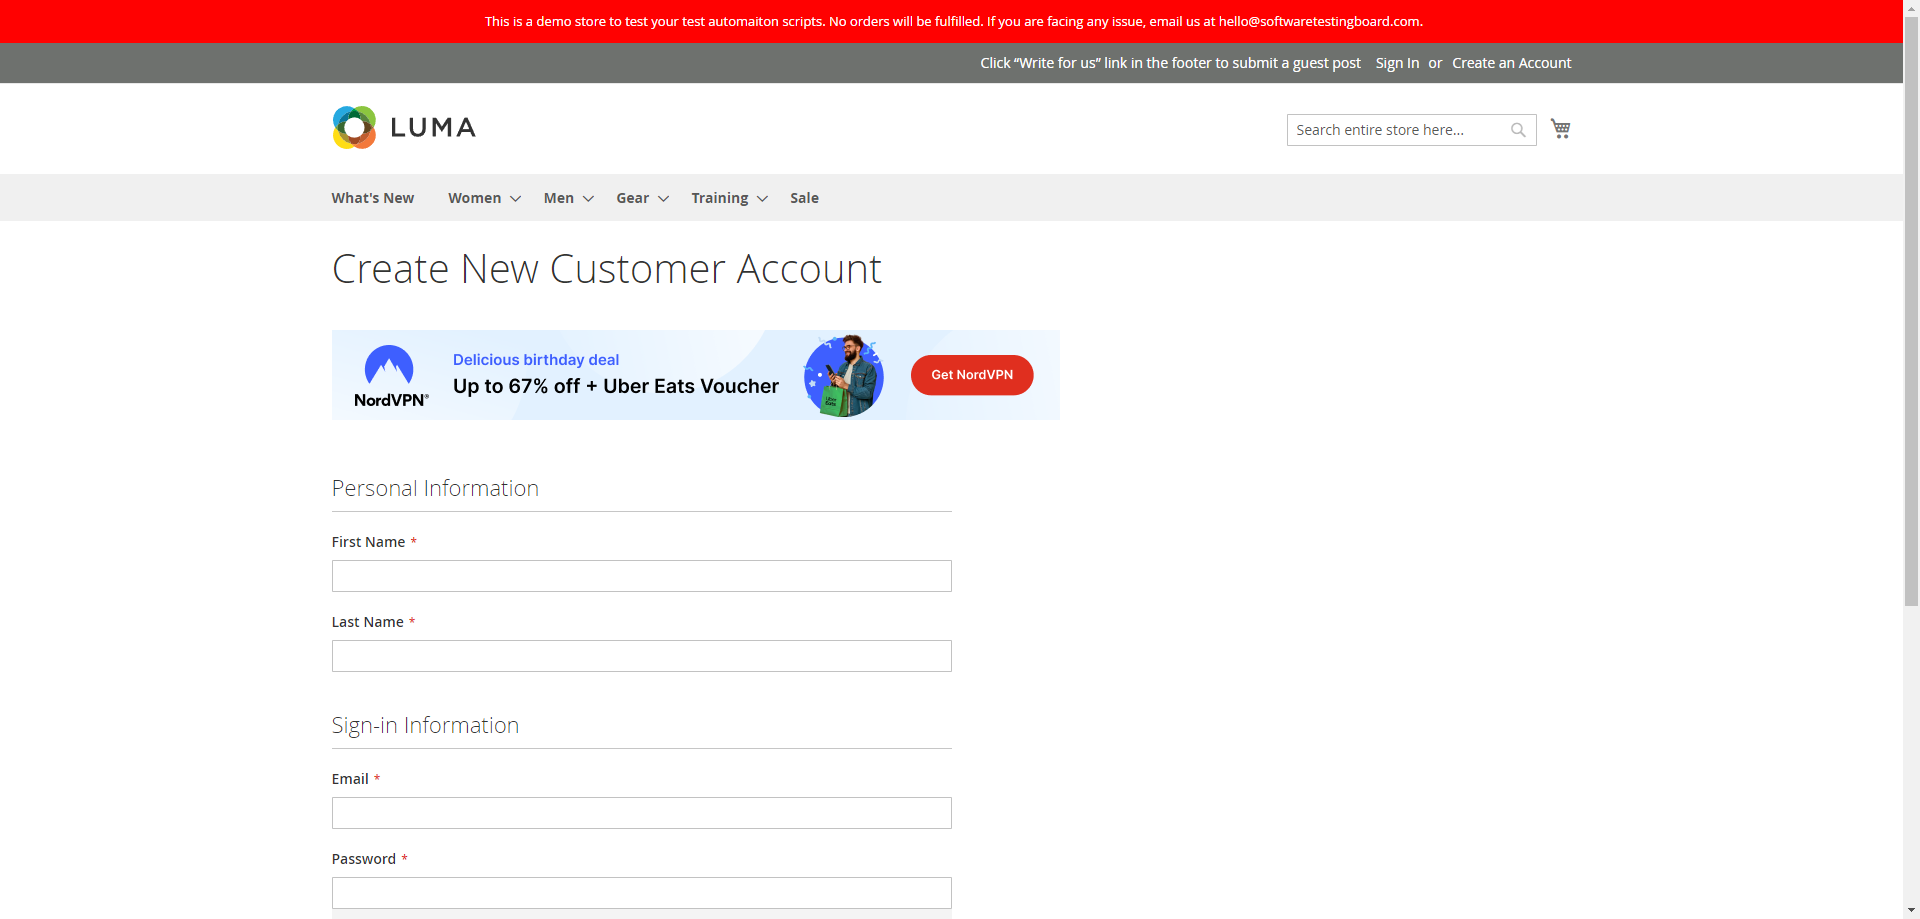 This is a demo store to test your test automaiton scripts. No orders will be fulfilled. If you are facing any issue, email us at hello@softwaretestingboard.com.
Click “Write for us” link in the footer to submit a guest post Sign In or Create an Account
LUMA
Search entire store here...
What's New Women Men Gear Training Sale
Create New Customer Account
Delicious birthday deal
Up to 67% off + Uber Eats Voucher
NordVPN®
Uber
Eats
Get NordVPN
Personal Information
First Name *
Last Name *
Sign-in Information
Email *
Password *